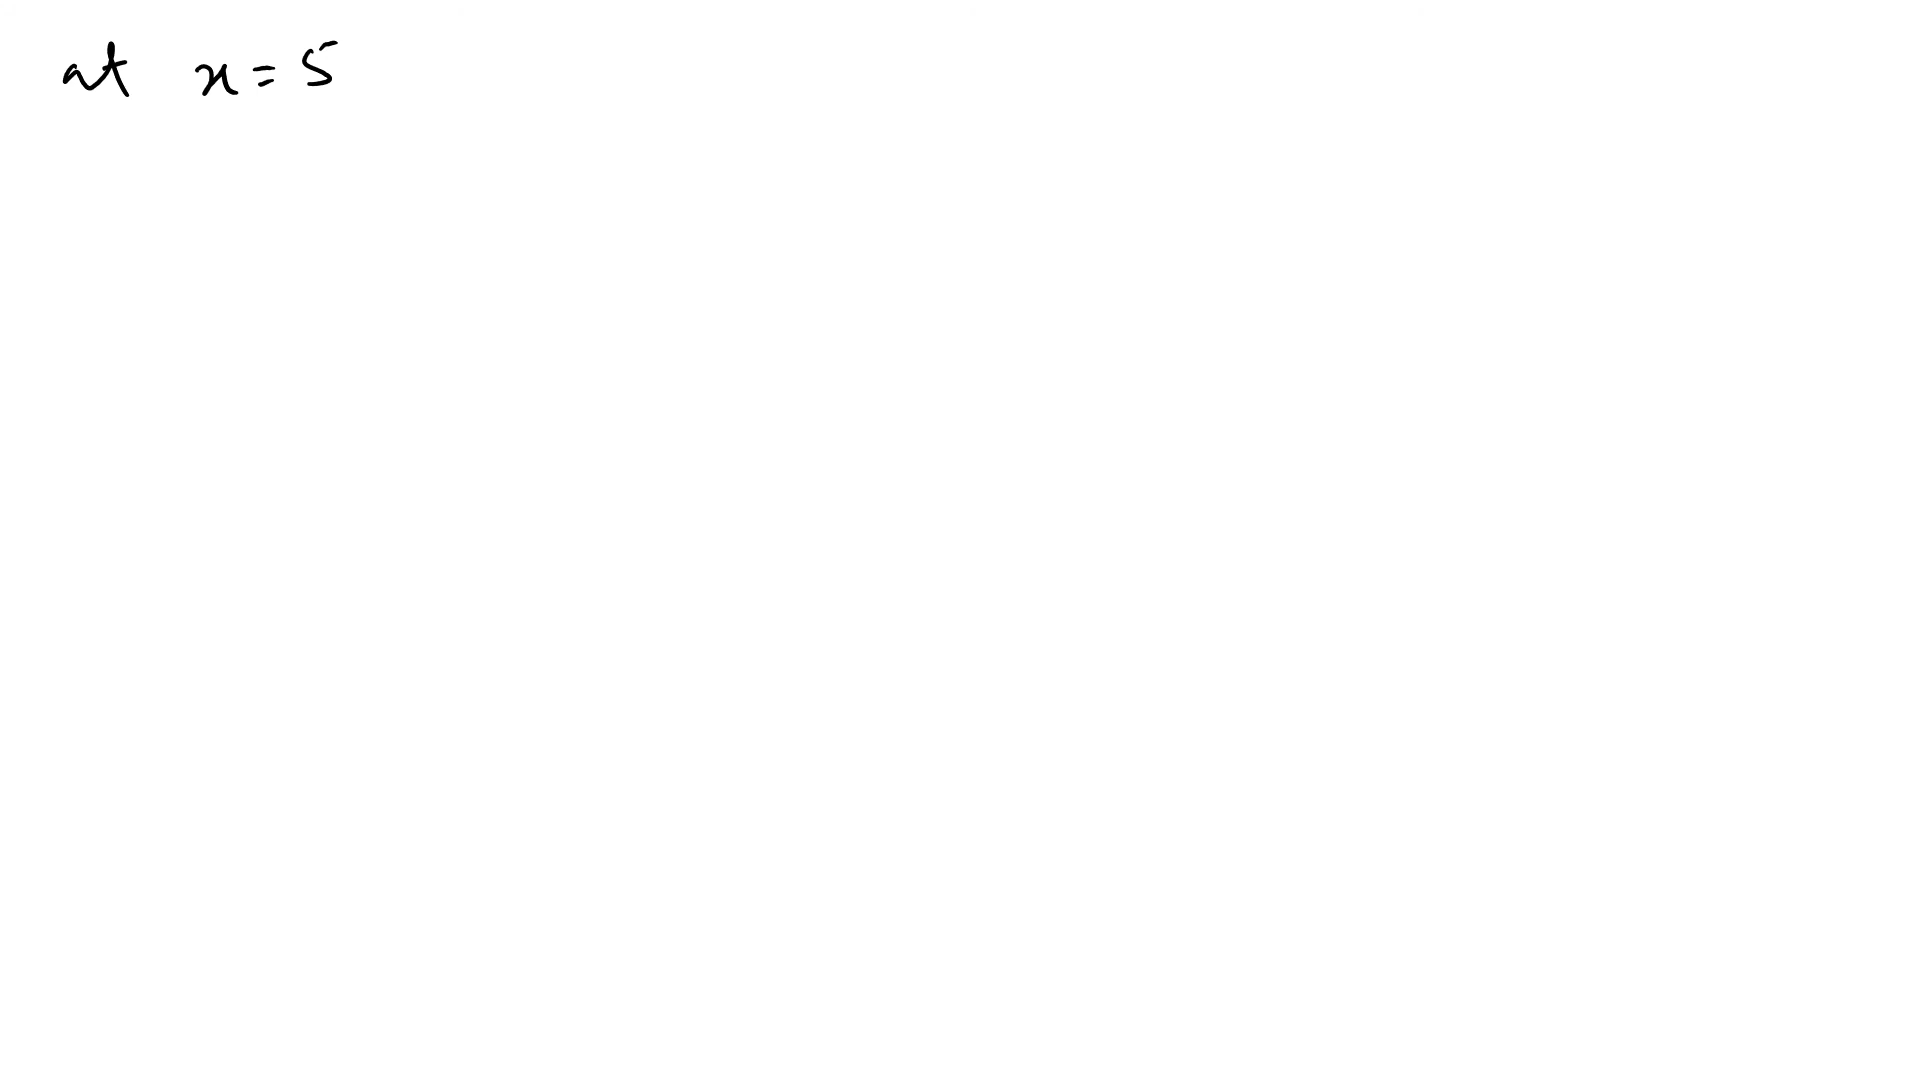 at x = 5